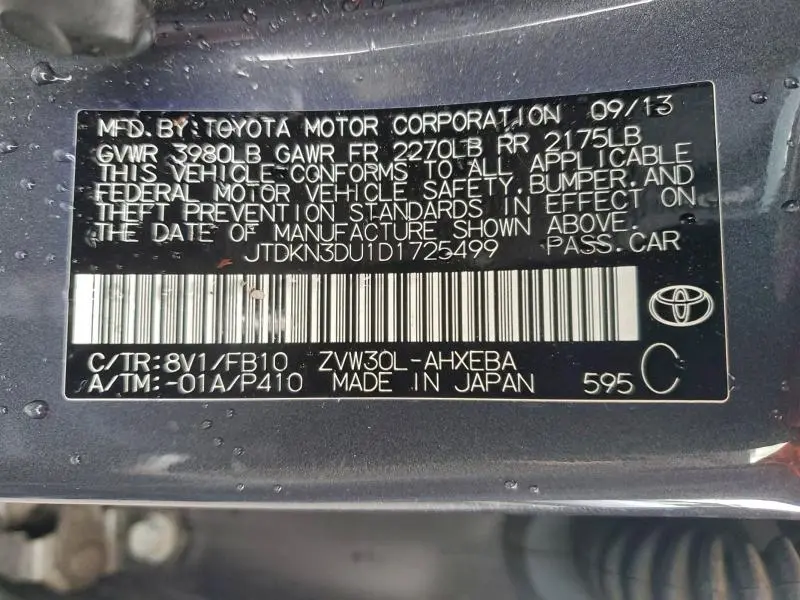 MFD. BY: TOYOTA MOTOR CORPORATION 09/13
GVWR 3980LB GAWR FR 2270LB RR 2175LB
THIS VEHICLE CONFORMS TO ALL APPLICABLE
FEDERAL MOTOR VEHICLE SAFETY, BUMPER, AND
THEFT PREVENTION STANDARDS IN EFFECT ON
THE DATE OF MANUFACTURE SHOWN ABOVE.
JTDKN3DU1D1725499 PASS. CAR
C/TR: 8V1/FB10 ZVW30L-AHXEBA
A/TM: -01A/P410 MADE IN JAPAN 595 C